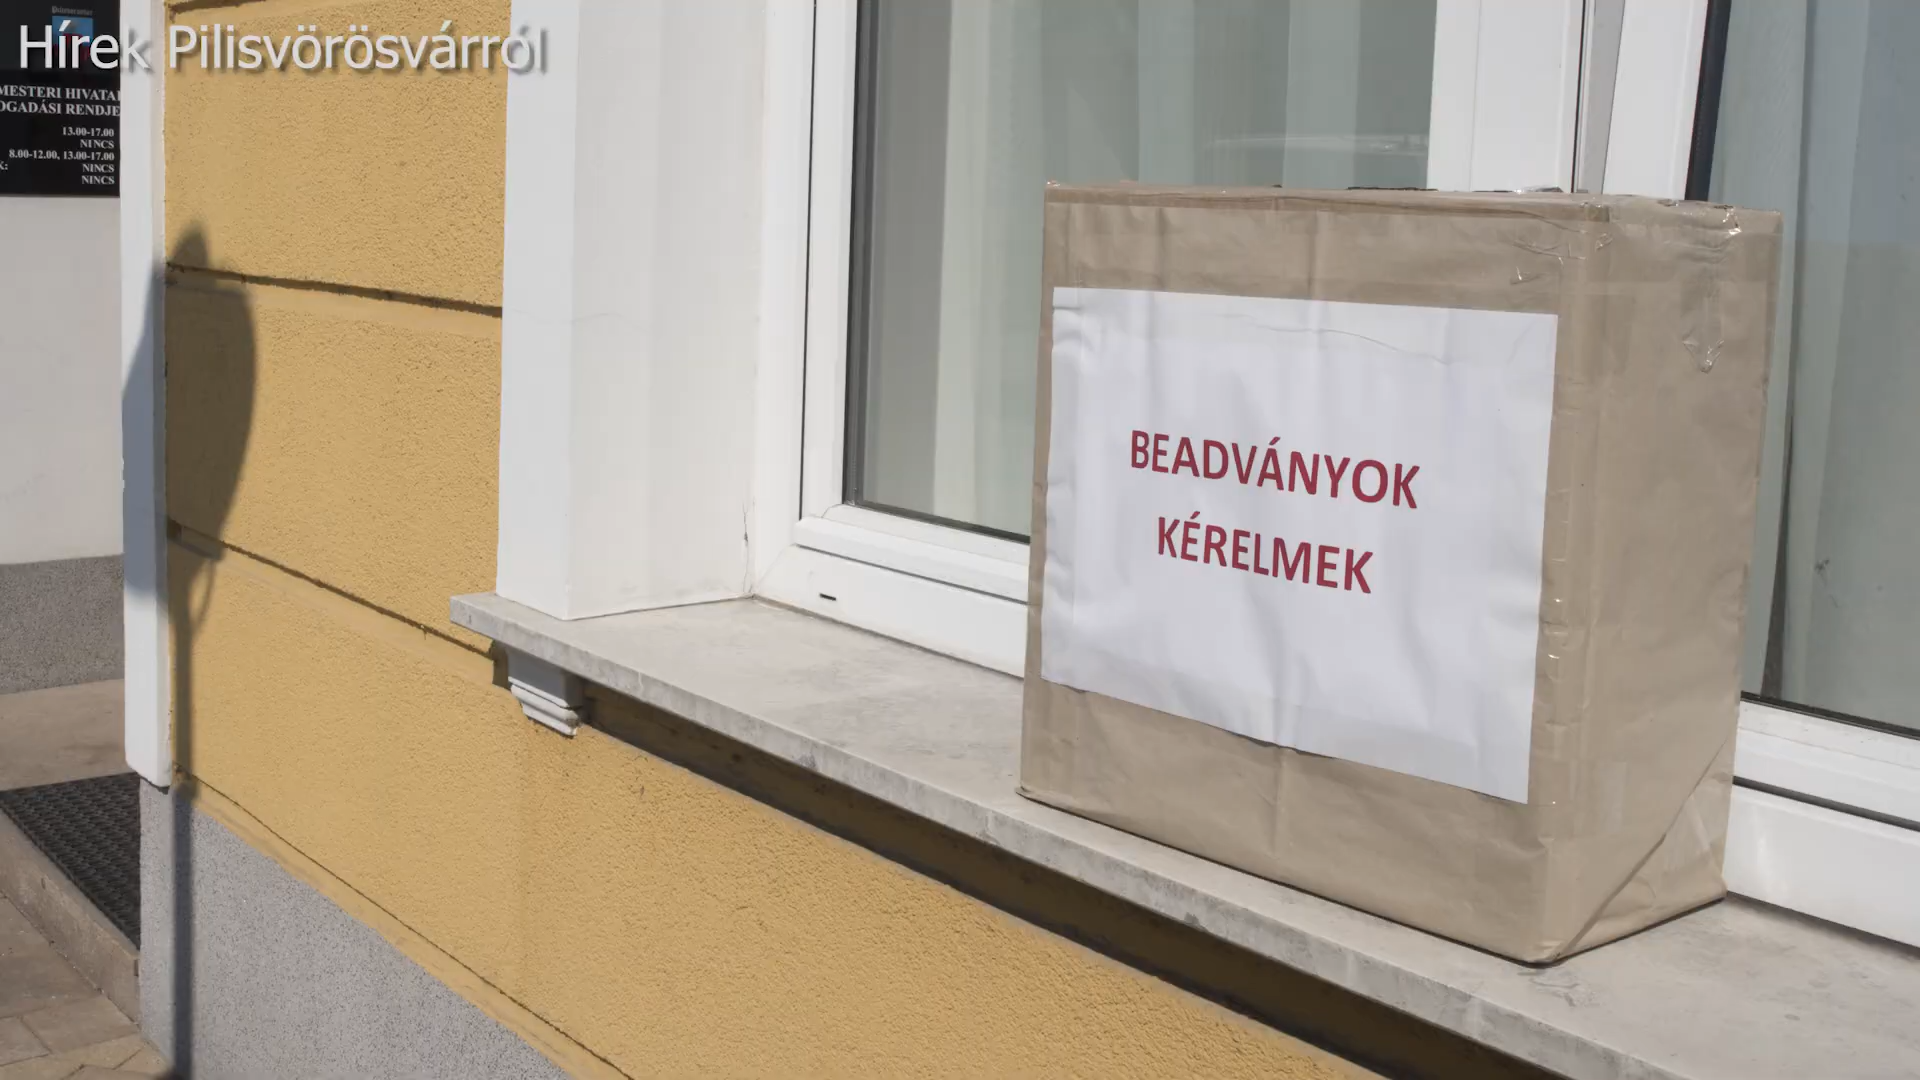 Hírek Pilisvörösvárról
MESTERI HIVATAL
OGADÁSI RENDJE
13.00-17.00
NINCS
8.00-12.00, 13.00-17.00
K: NINCS
NINCS
BEADVÁNYOK
KÉRELMEK